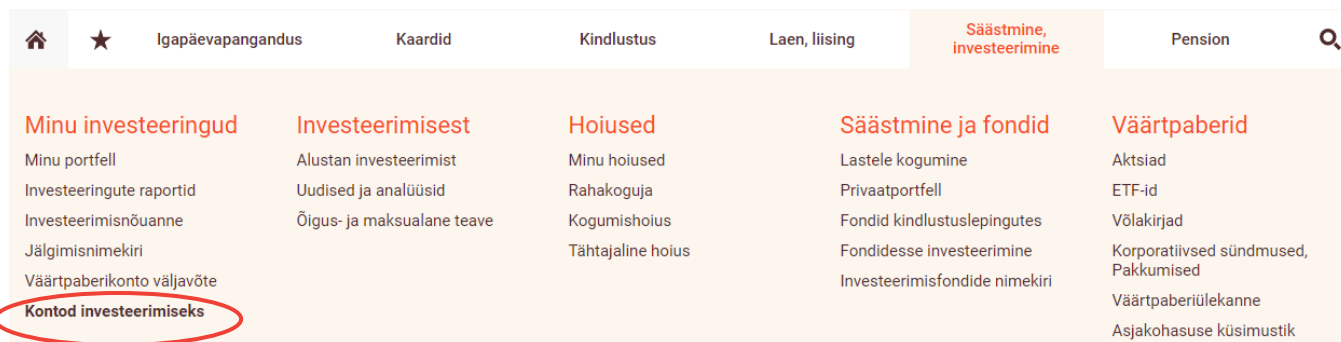 Igapäevapangandus
Kaardid
Kindlustus
Laen, liising
Säästmine,
investeerimine
Pension
Minu investeeringud
Minu portfell
Investeeringute raportid
Investeerimisnõuanne
Jälgimisnimekiri
Väärtpaberikonto väljavõte
Kontod investeerimiseks
Investeerimisest
Alustan investeerimist
Uudised ja analüüsid
Õigus- ja maksualane teave
Hoiused
Minu hoiused
Rahakoguja
Kogumishoius
Tähtajaline hoius
Säästmine ja fondid
Lastele kogumine
Privaatportfell
Fondid kindlustuslepingutes
Fondidesse investeerimine
Investeerimisfondide nimekiri
Väärtpaberid
Aktsiad
ETF-id
Võlakirjad
Korporatiivsed sündmused,
Pakkumised
Väärtpaberiülekanne
Asjakohasuse küsimustik